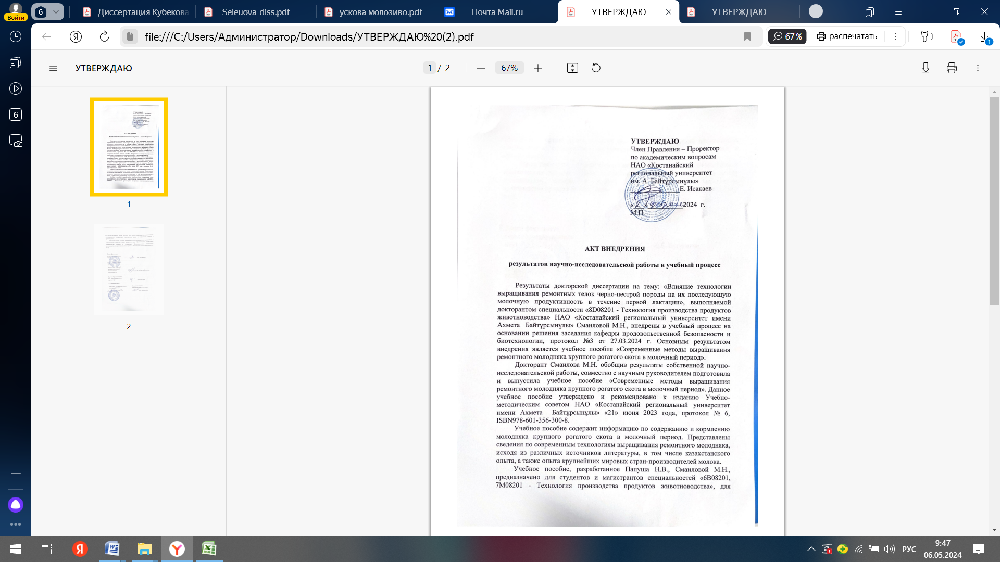 6
Диссертация Кубекова
Seleuova-diss.pdf
ускова молозиво.pdf
Почта Mail.ru
УТВЕРЖДАЮ
УТВЕРЖДАЮ
Войти
file:///C:/Users/Администратор/Downloads/УТВЕРЖДАЮ%20(2).pdf
67 %
распечатать
1
УТВЕРЖДАЮ
1 / 2
67%
6
1
2
УТВЕРЖДАЮ
Член Правления – Проректор
по академическим вопросам
НАО «Костанайский
региональный университет
им. А. Байтұрсынұлы»
Е. Исакаев
«2» февраля 2024 г.
М.П.
АКТ ВНЕДРЕНИЯ
результатов научно-исследовательской работы в учебный процесс
Результаты докторской диссертации на тему: «Влияние технологии
выращивания ремонтных телок черно-пестрой породы на их последующую
молочную продуктивность в течение первой лактации», выполняемой
докторантом специальности «8D08201 - Технология производства продуктов
животноводства» НАО «Костанайский региональный университет имени
Ахмета Байтұрсынұлы» Смаиловой М.Н., внедрены в учебный процесс на
основании решения заседания кафедры продовольственной безопасности и
биотехнологии, протокол №3 от 27.03.2024 г. Основным результатом
внедрения является учебное пособие «Современные методы выращивания
ремонтного молодняка крупного рогатого скота в молочный период».
Докторант Смаилова М.Н. обобщив результаты собственной научно-
исследовательской работы, совместно с научным руководителем подготовила
и выпустила учебное пособие «Современные методы выращивания
ремонтного молодняка крупного рогатого скота в молочный период». Данное
учебное пособие утверждено и рекомендовано к изданию Учебно-
методическим советом НАО «Костанайский региональный университет
имени Ахмета Байтұрсынұлы» «21» июня 2023 года, протокол № 6,
ISBN978-601-356-300-8.
Учебное пособие содержит информацию по содержанию и кормлению
молодняка крупного рогатого скота в молочный период. Представлены
сведения по современным технологиям выращивания ремонтного молодняка,
исходя из различных источников литературы, в том числе казахстанского
опыта, а также опыта крупнейших мировых стран-производителей молока.
Учебное пособие, разработанное Папуша Н.В., Смаиловой М.Н.,
предназначено для студентов и магистрантов специальностей «6В08201,
7М08201 - Технология производства продуктов животноводства», для
РУС
9:47
06.05.2024